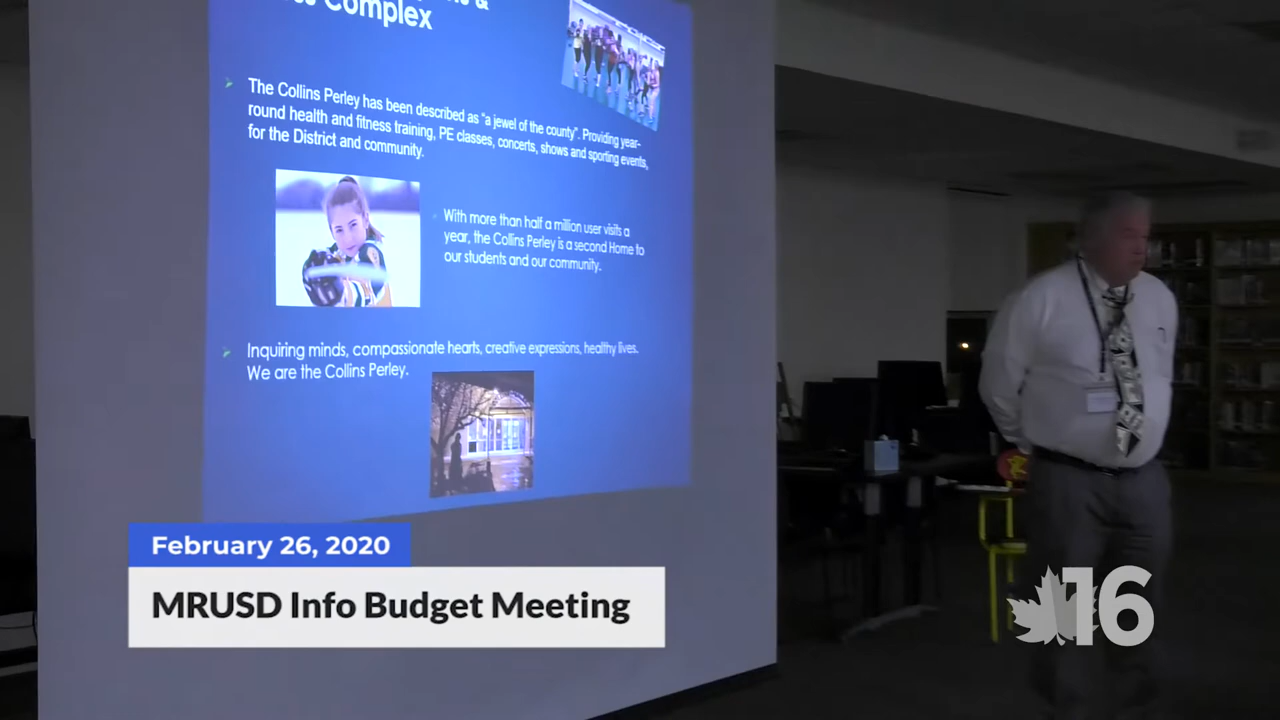 Complex
The Collins Perley has been described as "a jewel of the county". Providing year-
round health and fitness training, PE classes, concerts, shows and sporting events,
for the District and community.
With more than half a million user visits a
year, the Collins Perley is a second Home to
our students and our community.
Inquiring minds, compassionate hearts, creative expressions, healthy lives.
We are the Collins Perley.
February 26, 2020
MRUSD Info Budget Meeting
16